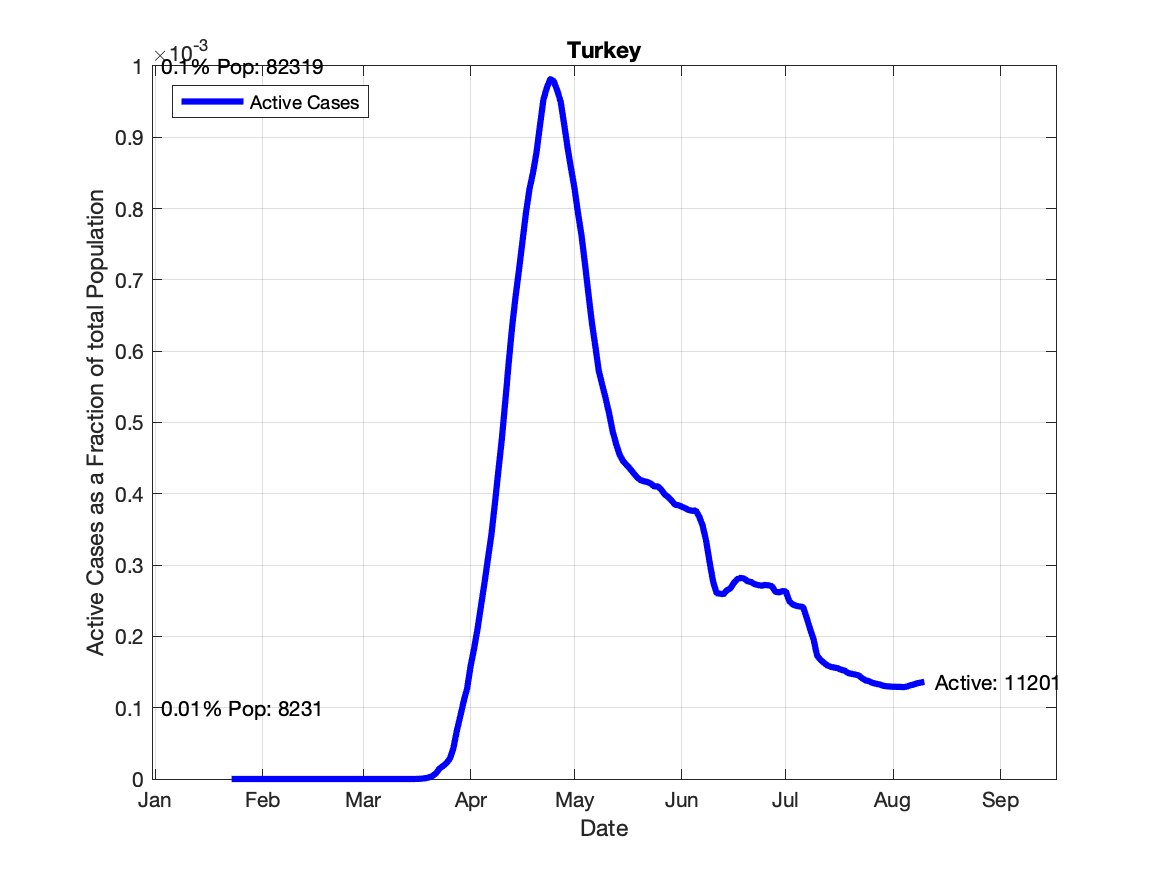 Turkey
×10-3
0.1% Pop: 82319
Active Cases
1
0.9
0.8
0.7
0.6
0.5
0.4
0.3
0.2
0.1
0
Active Cases as a Fraction of total Population
Active: 11201
0.01% Pop: 8231
Jan Feb Mar Apr May Jun Jul Aug Sep
Date